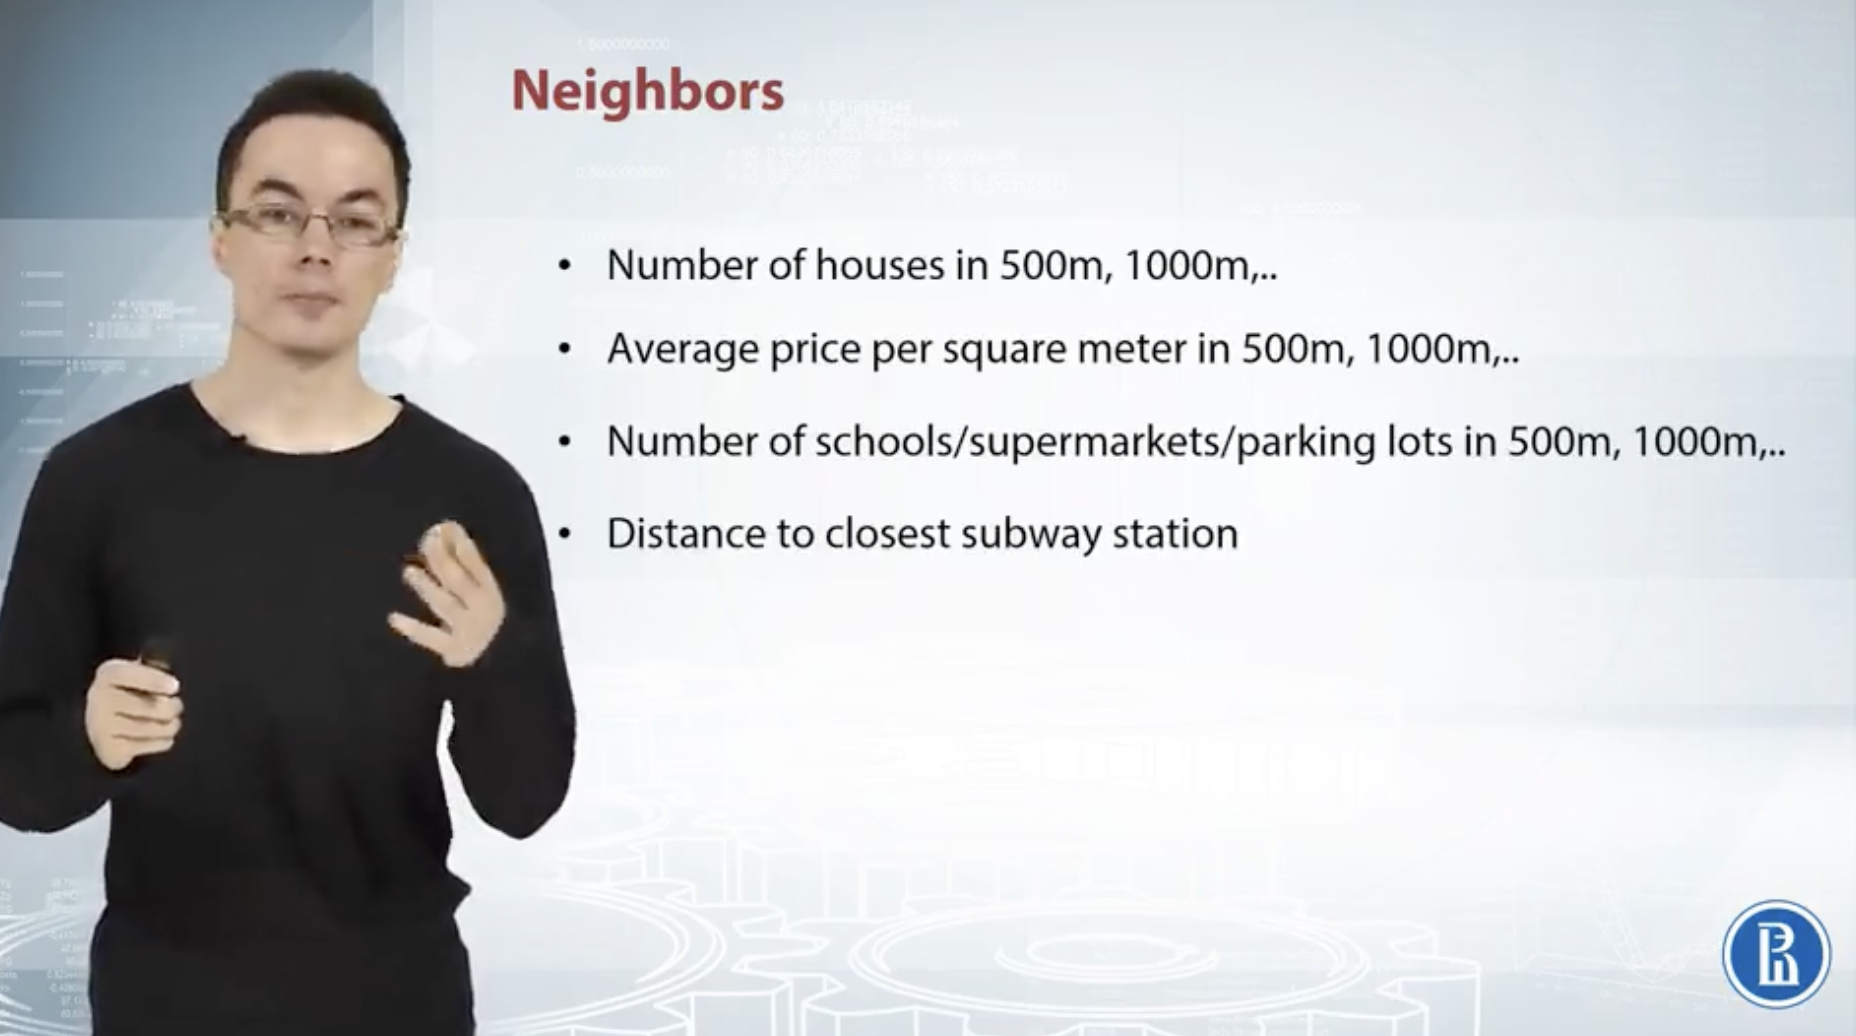 Neighbors
• Number of houses in 500m, 1000m,..
• Average price per square meter in 500m, 1000m,..
• Number of schools/supermarkets/parking lots in 500m, 1000m,..
• Distance to closest subway station